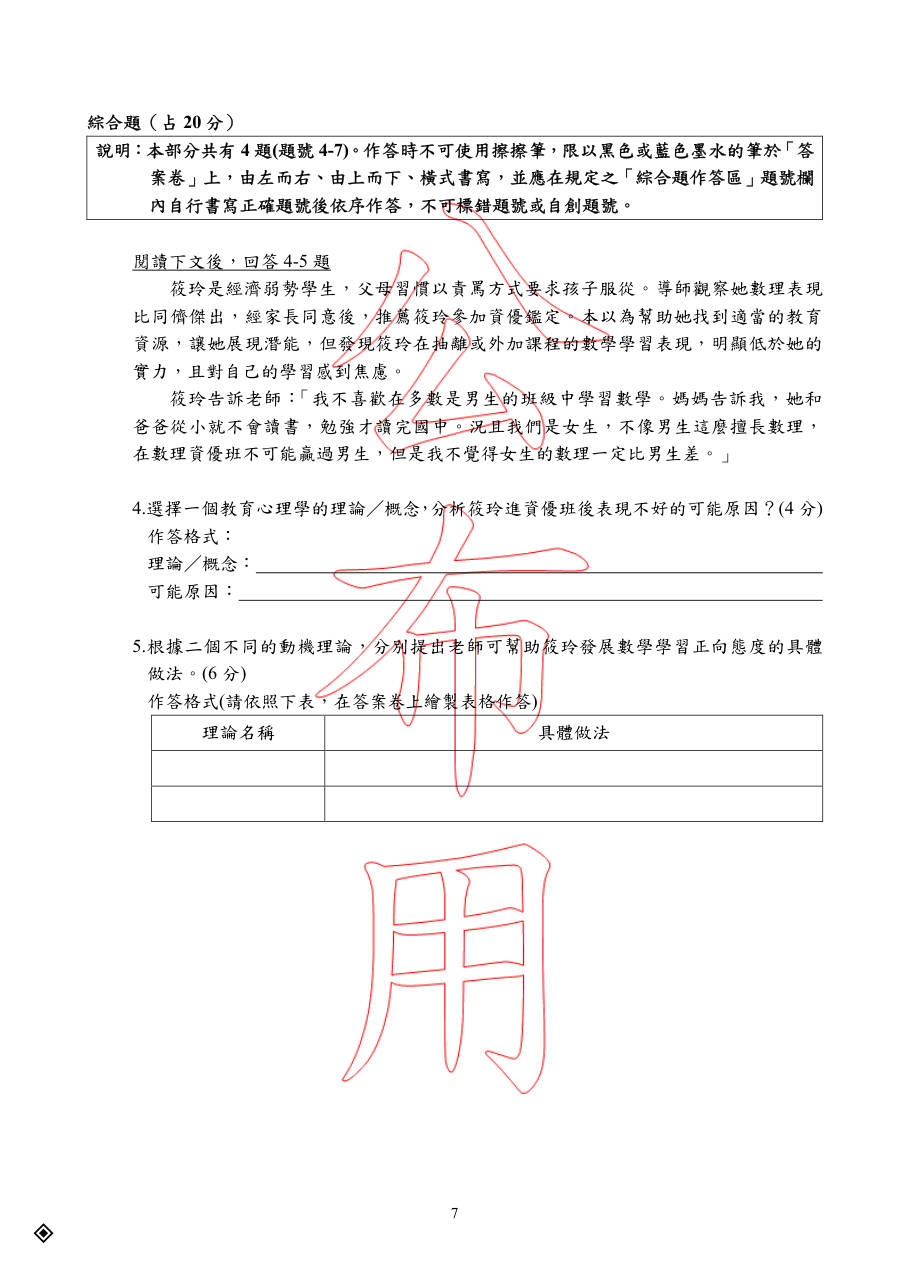 綜合題（占 20 分）
說明：本部分共有 4 題(題號 4-7)。作答時不可使用擦擦筆，限以黑色或藍色墨水的筆於「答
案卷」上，由左而右、由上而下、橫式書寫，並應在規定之「綜合題作答區」題號欄
內自行書寫正確題號後依序作答，不可標錯題號或自創題號。
閱讀下文後，回答 4-5 題
筱玲是經濟弱勢學生，父母習慣以責罵方式要求孩子服從。導師觀察她數理表現
比同儕傑出，經家長同意後，推薦筱玲參加資優鑑定。本以為幫助她找到適當的教育
資源，讓她展現潛能，但發現筱玲在抽離或外加課程的數學學習表現，明顯低於她的
實力，且對自己的學習感到焦慮。
筱玲告訴老師：「我不喜歡在多數是男生的班級中學習數學。媽媽告訴我，她和
爸爸從小就不會讀書，勉強才讀完國中。況且我們是女生，不像男生這麼擅長數理，
在數理資優班不可能贏過男生，但是我不覺得女生的數理一定比男生差。」
4.選擇一個教育心理學的理論／概念，分析筱玲進資優班後表現不好的可能原因？(4 分)
作答格式：
理論／概念：
可能原因：
5.根據二個不同的動機理論，分別提出老師可幫助筱玲發展數學學習正向態度的具體
做法。(6 分)
作答格式(請依照下表，在答案卷上繪製表格作答)
理論名稱 具體做法
公布用
7